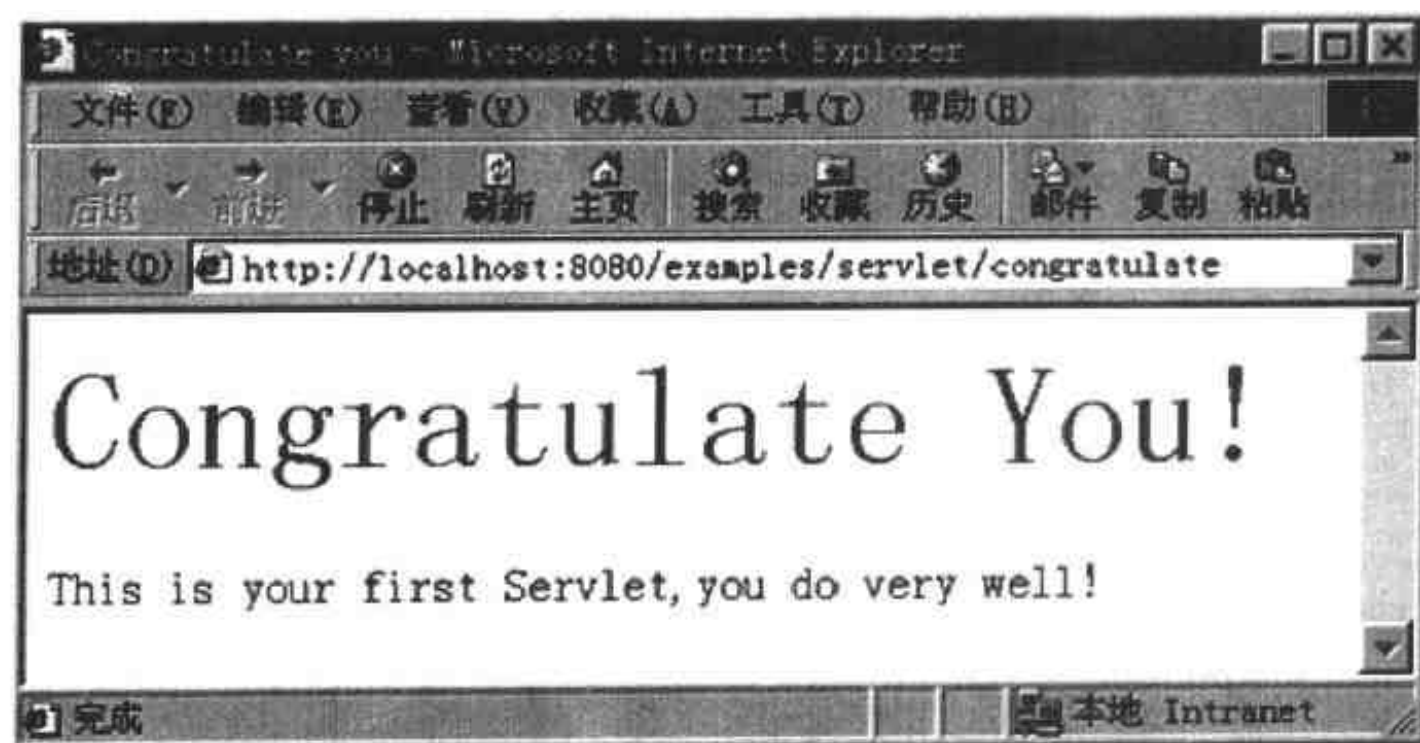 Congratulate you - Microsoft Internet Explorer
文件(F) 编辑(E) 查看(V) 收藏(A) 工具(T) 帮助(H)
后退 前进 停止 刷新 主页 搜索 收藏 历史 邮件 复制 粘贴 »
地址(D) http://localhost:8080/examples/servlet/congratulate
Congratulate You!
This is your first Servlet, you do very well!
完成 本地 Intranet